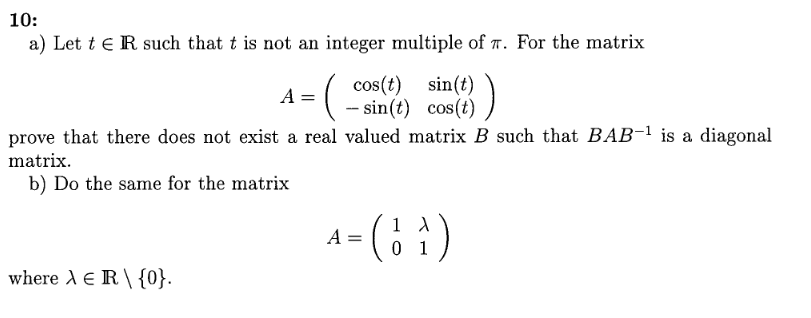 10:
a) Let t ∈ ℝ such that t is not an integer multiple of π. For the matrix
A = ( cos(t) sin(t)
− sin(t) cos(t) )
prove that there does not exist a real valued matrix B such that BAB⁻¹ is a diagonal
matrix.
b) Do the same for the matrix
A = ( 1 λ
0 1 )
where λ ∈ ℝ \ {0}.